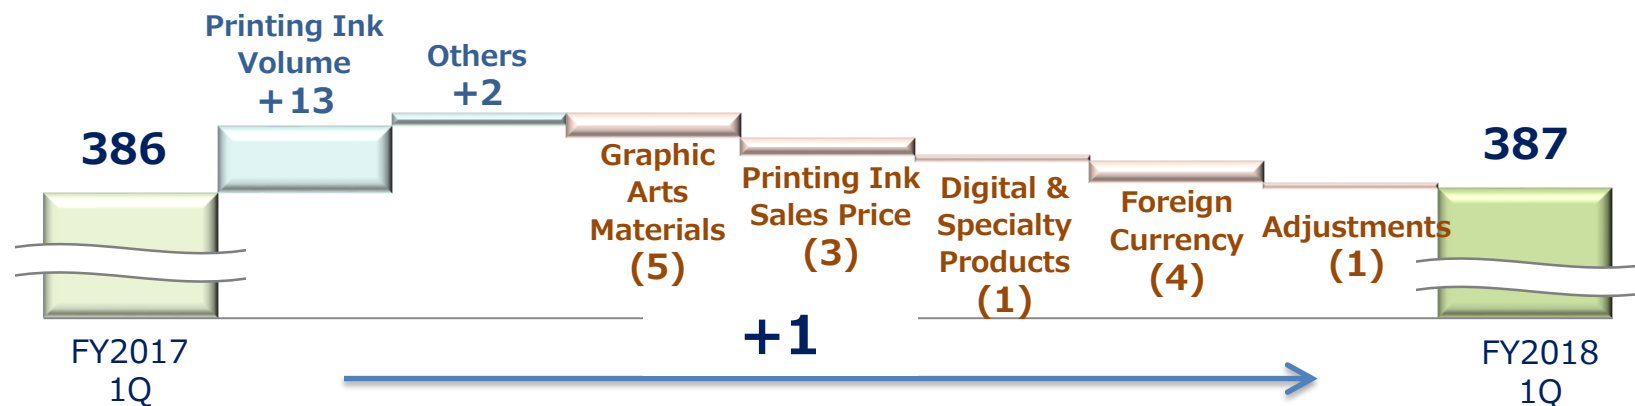 386
FY2017
1Q
Printing Ink
Volume
+13
Others
+2
Graphic
Arts
Materials
(5)
Printing Ink
Sales Price
(3)
Digital &
Specialty
Products
(1)
Foreign
Currency
(4)
Adjustments
(1)
387
FY2018
1Q
+1